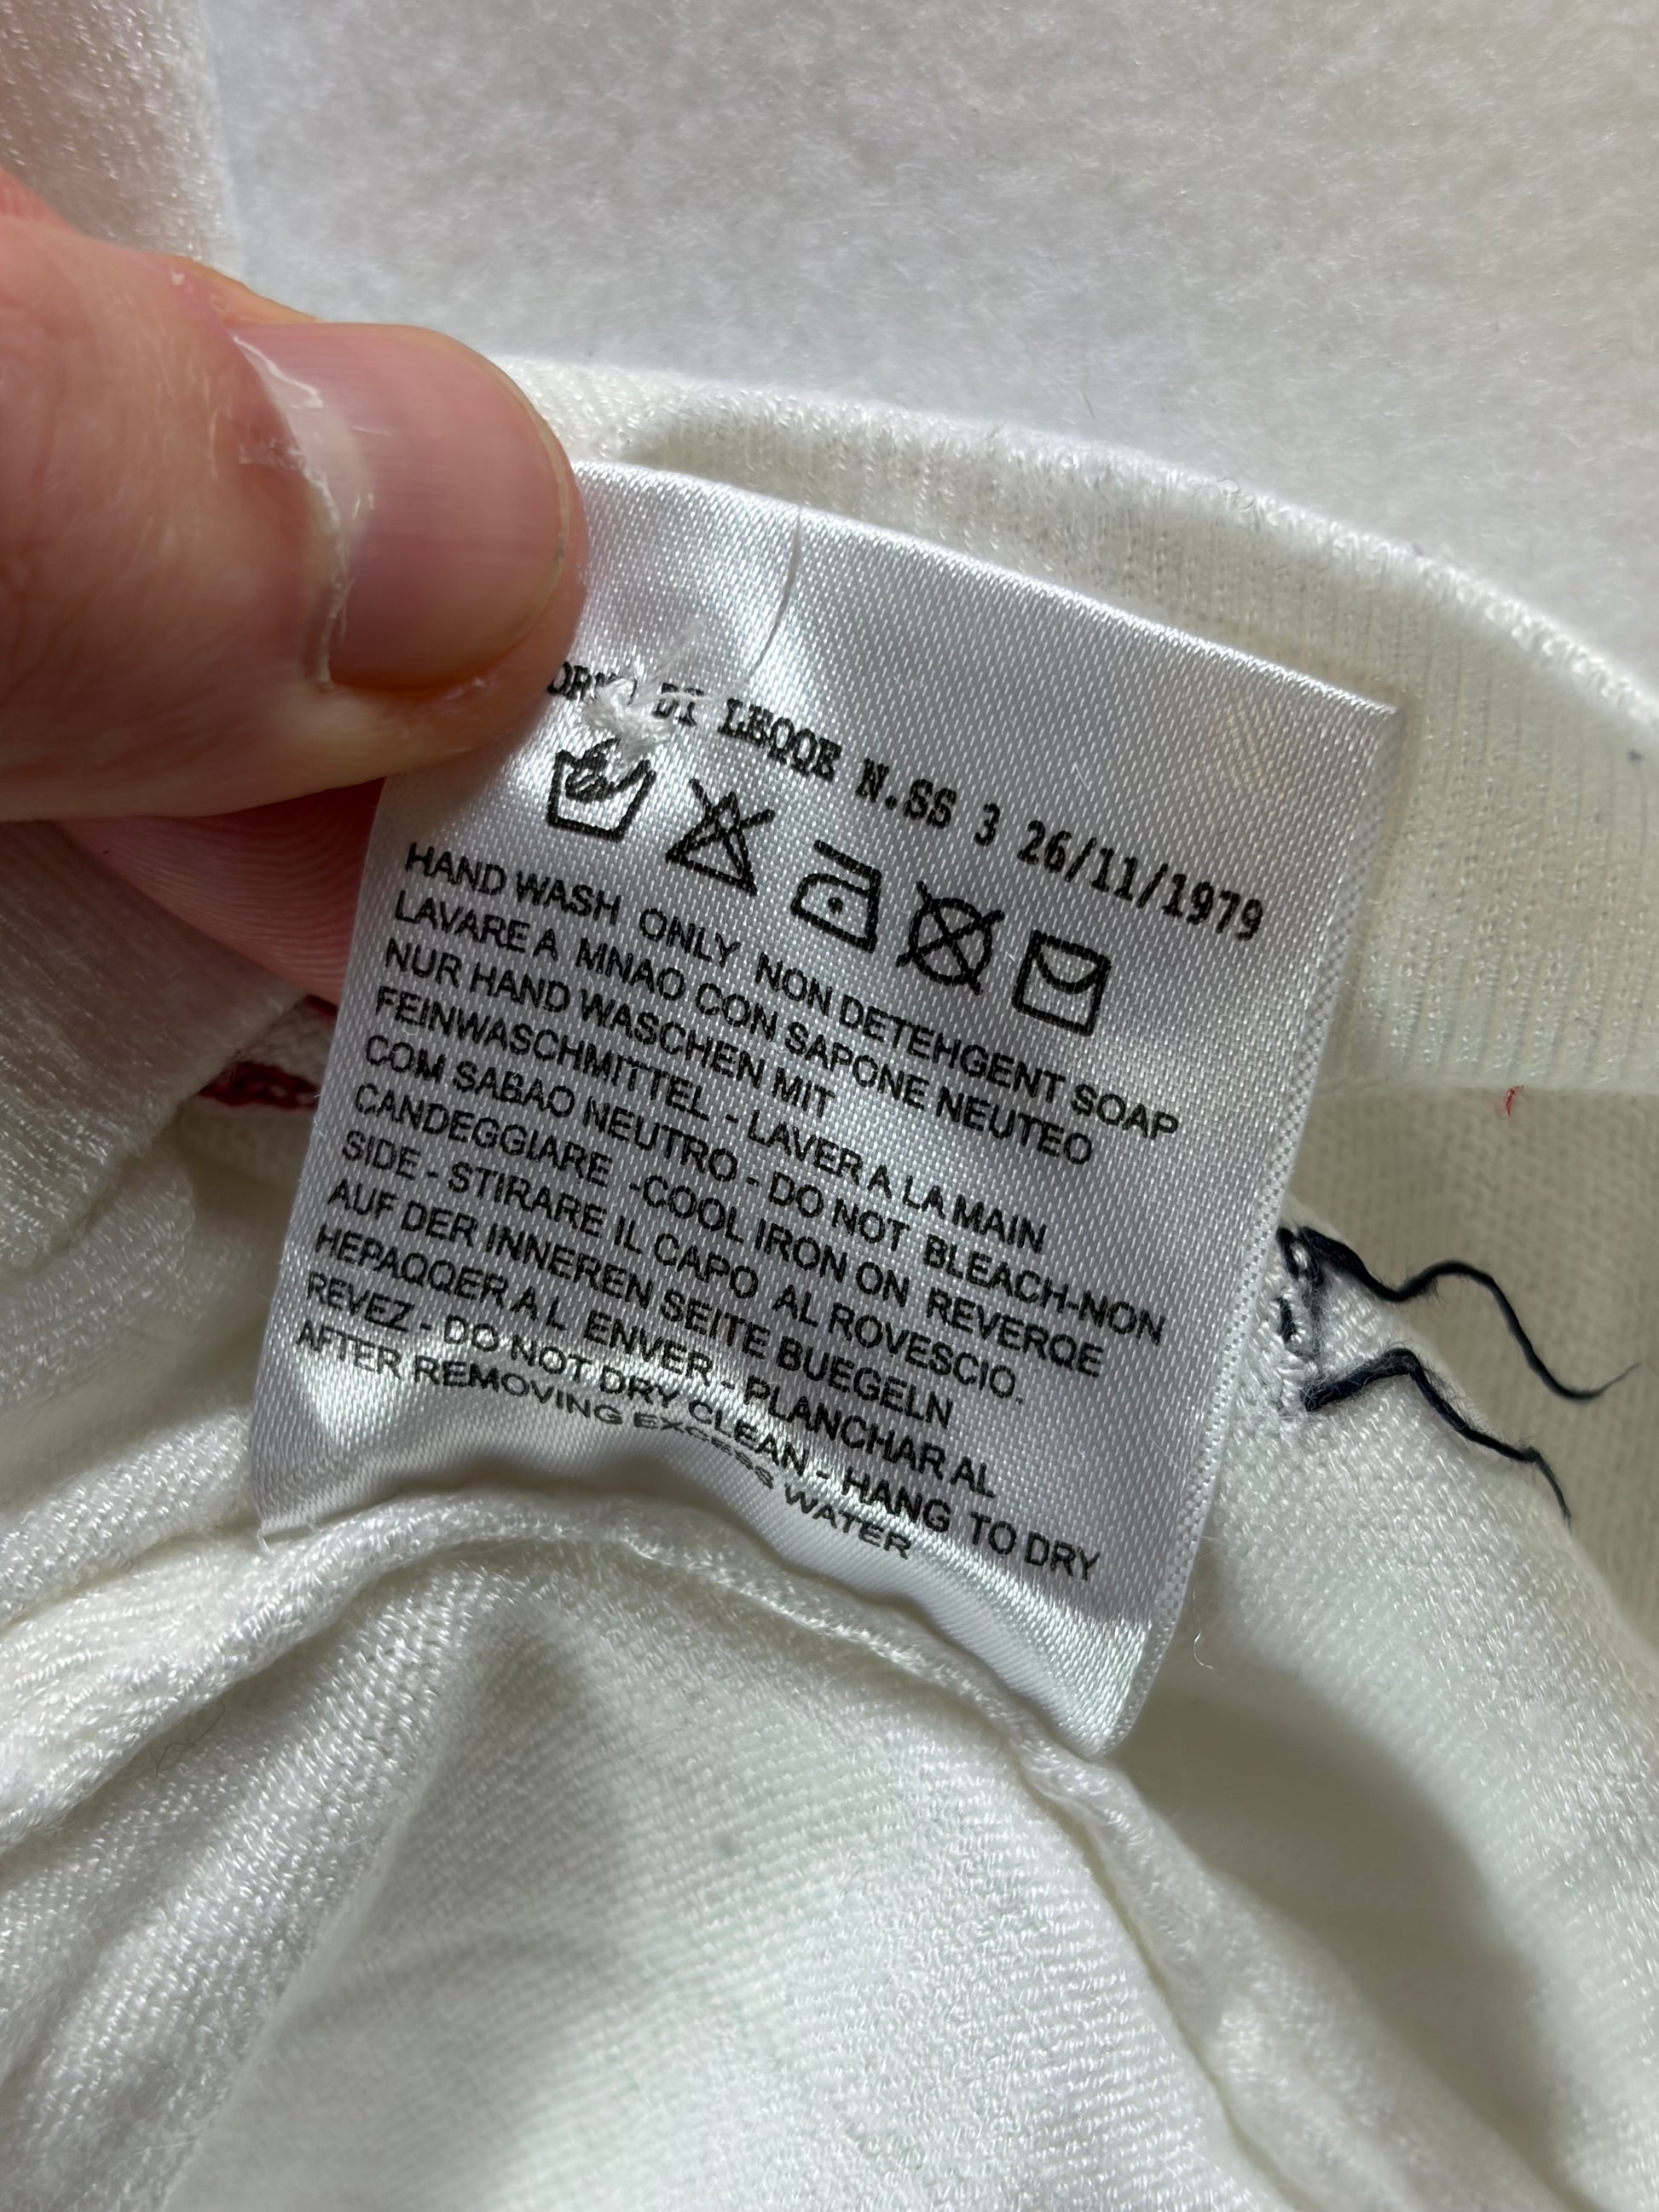 DI LEQQE N.SS 3 26/11/1979
HAND WASH ONLY NON DETEHGENT SOAP
LAVARE A MNAO CON SAPONE NEUTEO
NUR HAND WASCHEN MIT
FEINWASCHMITTEL - LAVER A LA MAIN
COM SABAO NEUTRO - DO NOT BLEACH-NON
CANDEGGIARE -COOL IRON ON REVERQE
SIDE - STIRARE IL CAPO AL ROVESCIO.
AUF DER INNEREN SEITE BUEGELN
HEPAQQER A L ENVER - PLANCHAR AL
REVEZ - DO NOT DRY CLEAN - HANG TO DRY
AFTER REMOVING EXCESS WATER